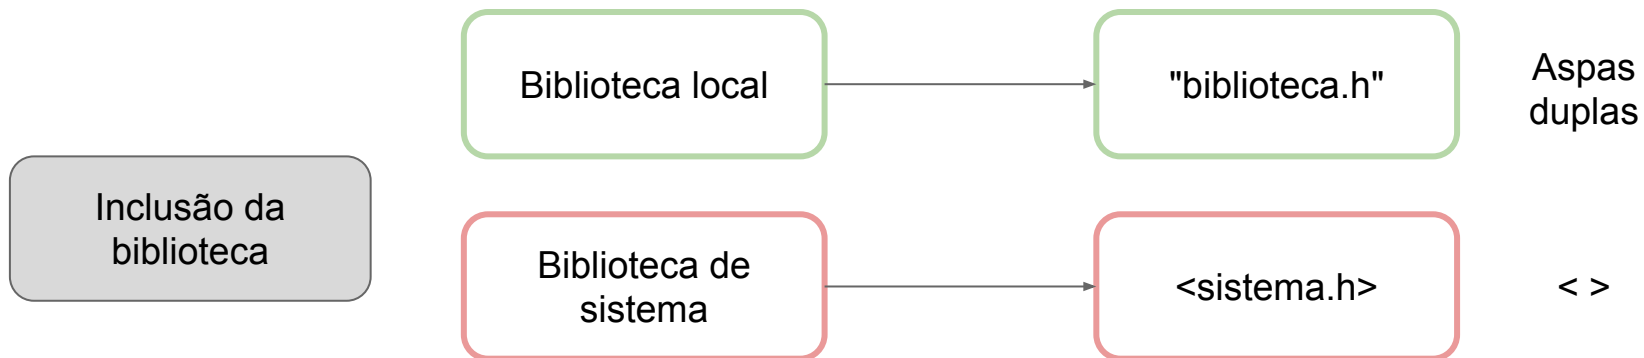 Biblioteca local
"biblioteca.h"
Aspas
duplas
Inclusão da
biblioteca
Biblioteca de
sistema
<sistema.h>
< >